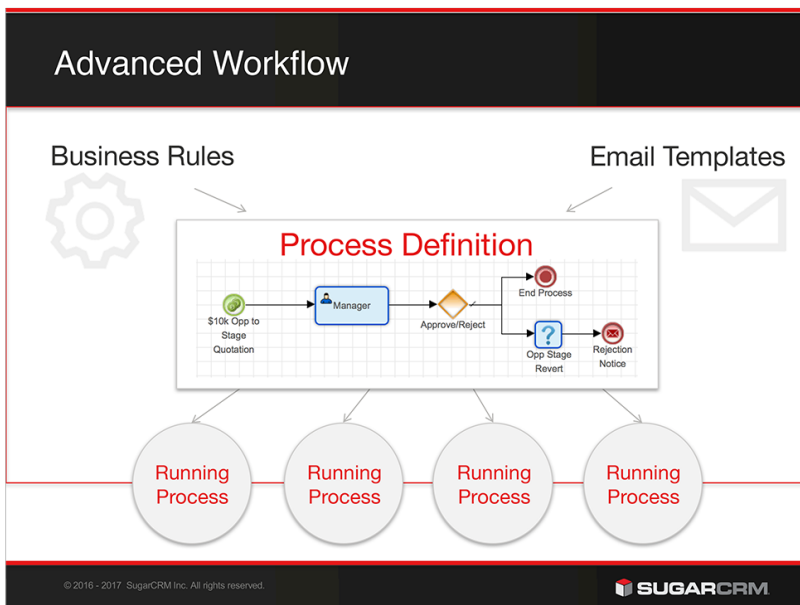 Advanced Workflow
Business Rules
Email Templates
Process Definition
$10k Opp to
Stage
Quotation
Manager
Approve/Reject
End Process
Opp Stage
Revert
Rejection
Notice
Running
Process
Running
Process
Running
Process
Running
Process
© 2016 - 2017 SugarCRM Inc. All rights reserved.
SUGARCRM